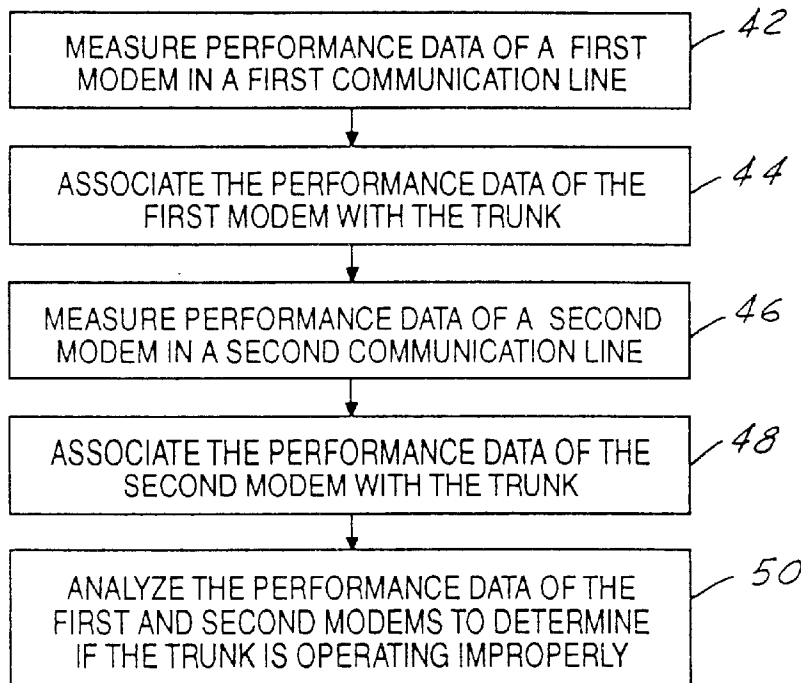 42
MEASURE PERFORMANCE DATA OF A FIRST
MODEM IN A FIRST COMMUNICATION LINE
44
ASSOCIATE THE PERFORMANCE DATA OF THE
FIRST MODEM WITH THE TRUNK
46
MEASURE PERFORMANCE DATA OF A SECOND
MODEM IN A SECOND COMMUNICATION LINE
48
ASSOCIATE THE PERFORMANCE DATA OF THE
SECOND MODEM WITH THE TRUNK
50
ANALYZE THE PERFORMANCE DATA OF THE
FIRST AND SECOND MODEMS TO DETERMINE
IF THE TRUNK IS OPERATING IMPROPERLY